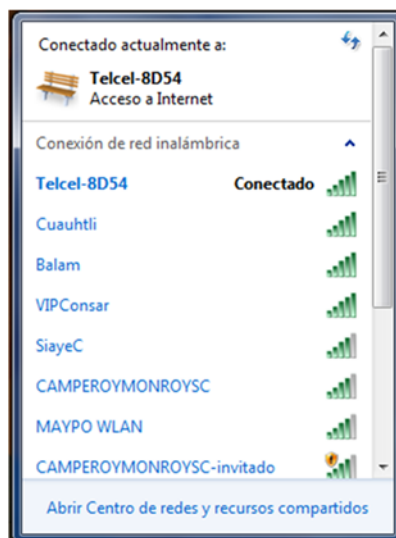 Conectado actualmente a:
Telcel-8D54
Acceso a Internet
Conexión de red inalámbrica
Telcel-8D54 Conectado
Cuauhtli
Balam
VIPConsar
SiayeC
CAMPEROYMONROYSC
MAYPO WLAN
CAMPEROYMONROYSC-invitado
Abrir Centro de redes y recursos compartidos